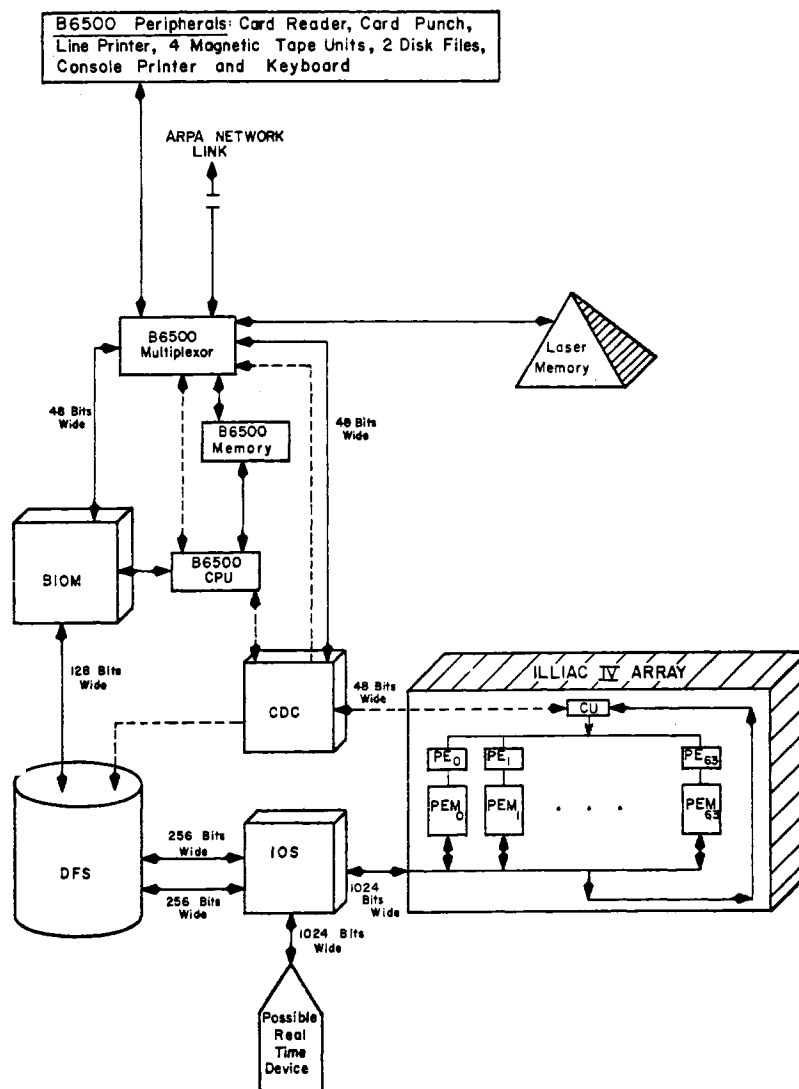 B6500 Peripherals: Card Reader, Card Punch,
Line Printer, 4 Magnetic Tape Units, 2 Disk Files,
Console Printer and Keyboard
ARPA NETWORK
LINK
B6500
Multiplexor
Laser
Memory
48 Bits
Wide
B6500
Memory
48 Bits
Wide
BIOM
B6500
CPU
128 Bits
Wide
CDC
48 Bits
Wide
ILLIAC IV ARRAY
CU
PE0
PE1
PE63
PEM0
PEM1
. . .
PEM63
DFS
256 Bits
Wide
256 Bits
Wide
IOS
1024
Bits
Wide
1024 Bits
Wide
Possible
Real
Time
Device